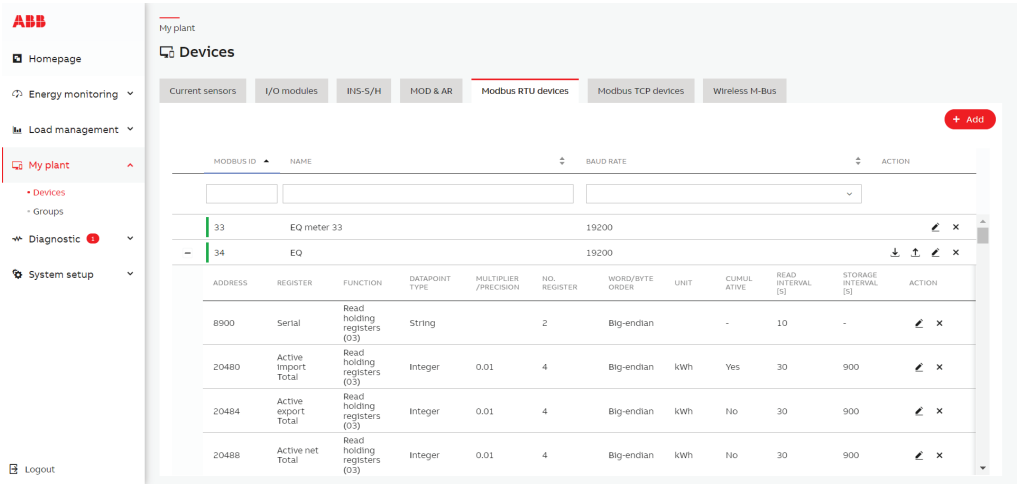 ABB
Homepage
Energy monitoring
Load management
My plant
• Devices
- Groups
Diagnostic 1
System setup
Logout
My plant
Devices
Current sensors I/O modules INS-S/H MOD & AR Modbus RTU devices Modbus TCP devices Wireless M-Bus
+ Add
MODBUS ID NAME BAUD RATE ACTION
33 EQ meter 33 19200
- 34 EQ 19200
ADDRESS REGISTER FUNCTION DATAPOINT TYPE MULTIPLIER /PRECISION NO. REGISTER WORD/BYTE ORDER UNIT CUMUL ATIVE READ INTERVAL [S] STORAGE INTERVAL [S] ACTION
8900 Serial Read holding registers (03) String 2 Big-endian - 10 -
20480 Active import Total Read holding registers (03) Integer 0.01 4 Big-endian kWh Yes 30 900
20484 Active export Total Read holding registers (03) Integer 0.01 4 Big-endian kWh No 30 900
20488 Active net Total Read holding registers (03) Integer 0.01 4 Big-endian kWh No 30 900